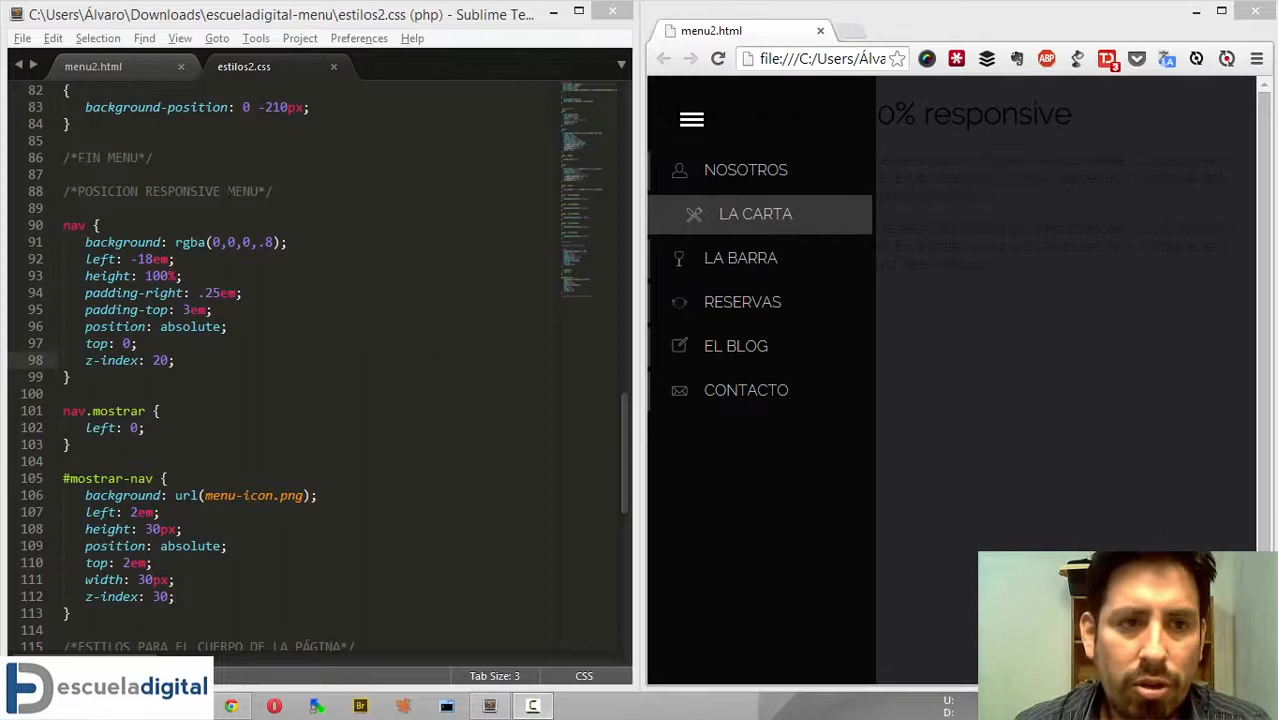 C:\Users\Álvaro\Downloads\escueladigital-menu\estilos2.css (php) - Sublime Te...
File Edit Selection Find View Goto Tools Project Preferences Help
menu2.html
estilos2.css
82 {
83 background-position: 0 -210px;
84 }
85
86 /*FIN MENU*/
87
88 /*POSICION RESPONSIVE MENU*/
89
90 nav {
91 background: rgba(0,0,0,.8);
92 left: -18em;
93 height: 100%;
94 padding-right: .25em;
95 padding-top: 3em;
96 position: absolute;
97 top: 0;
98 z-index: 20;
99 }
100
101 nav.mostrar {
102 left: 0;
103 }
104
105 #mostrar-nav {
106 background: url(menu-icon.png);
107 left: 2em;
108 height: 30px;
109 position: absolute;
110 top: 2em;
111 width: 30px;
112 z-index: 30;
113 }
114
115 /*ESTILOS PARA EL CUERPO DE LA PÁGINA*/
Tab Size: 3 CSS
menu2.html
file:///C:/Users/Álva
ABP
3
0% responsive
NOSOTROS
LA CARTA
LA BARRA
RESERVAS
EL BLOG
CONTACTO
escueladigital
Br
U:
D: